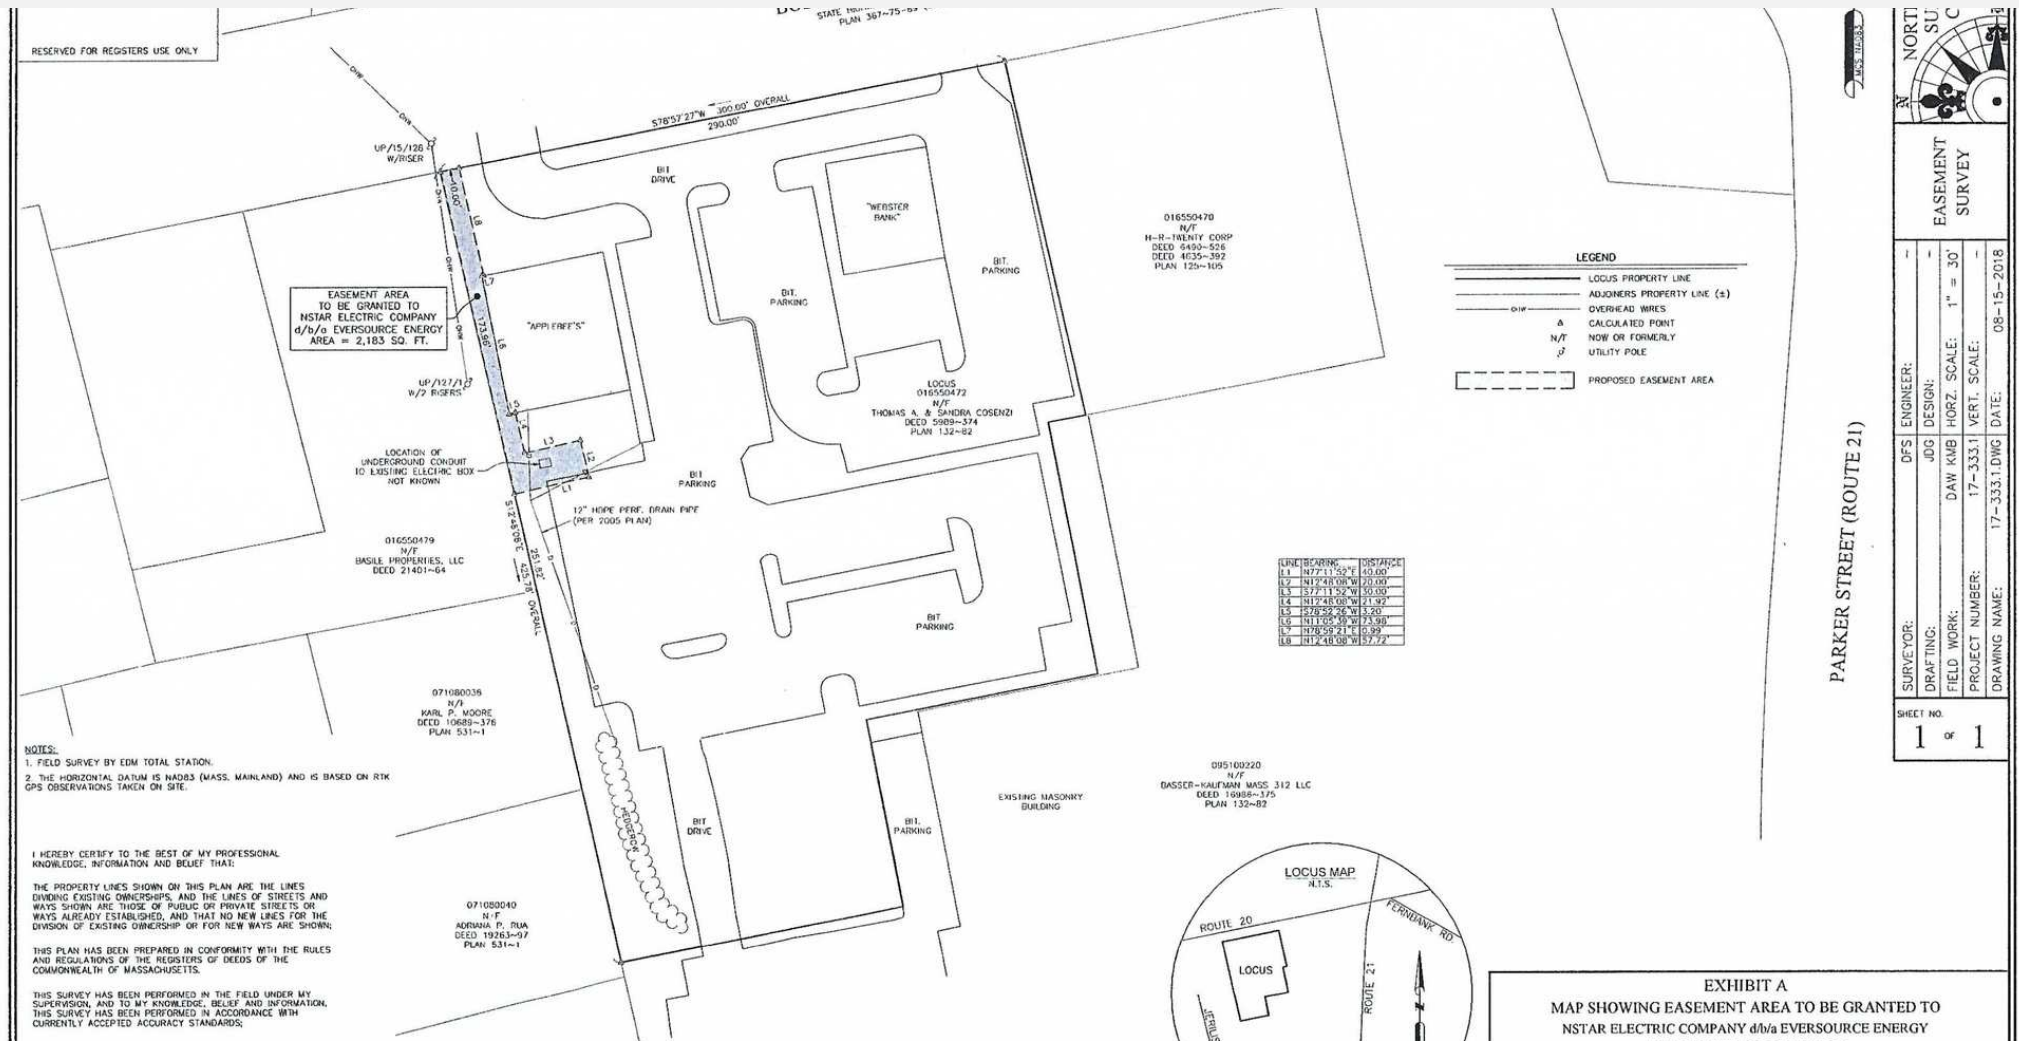 STATE
PLAN 367~75-
RESERVED FOR REGISTERS USE ONLY
OHW
OHW
UP/15/128
W/RISER
S78°57'27"W 300.00' OVERALL
290.00'
10.00'
L8
BIT
DRIVE
"WEBSTER
BANK"
BIT.
PARKING
BIT.
PARKING
016550470
N/F
H-R-TWENTY CORP
DEED 6490~526
DEED 4635~392
PLAN 125~105
OHW
OHW
OHW
L7
EASEMENT AREA
TO BE GRANTED TO
NSTAR ELECTRIC COMPANY
d/b/a EVERSOURCE ENERGY
AREA = 2,183 SQ. FT.
173.96'
L6
"APPLEBEE'S"
UP/127/1
W/2 RISERS
L5
L4
L3
L2
L1
LOCUS
016550472
N/F
THOMAS A. & SANDRA COSENZI
DEED 5989~374
PLAN 132~82
LOCATION OF
UNDERGROUND CONDUIT
TO EXISTING ELECTRIC BOX
NOT KNOWN
BIT
PARKING
12" HDPE PERF. DRAIN PIPE
(PER 2005 PLAN)
S12°48'08"E 425.78' OVERALL
251.82'
D
D
D
D
016550479
N/F
BASILE PROPERTIES, LLC
DEED 21401~64
BIT
PARKING
071080036
N/F
KARL P. MOORE
DEED 10689~376
PLAN 531~1
HEDGEROW
BIT
DRIVE
BIT.
PARKING
EXISTING MASONRY
BUILDING
095100220
N/F
BASSER-KAUFMAN MASS 312 LLC
DEED 16986~375
PLAN 132~82
071080040
N/F
ADRIANA P. RUA
DEED 19263~97
PLAN 531~1
LEGEND
LOCUS PROPERTY LINE
ADJOINERS PROPERTY LINE (±)
OHW
OVERHEAD WIRES
CALCULATED POINT
N/F
NOW OR FORMERLY
UTILITY POLE
PROPOSED EASEMENT AREA
LINE BEARING DISTANCE
L1 N77°11'52"E 40.00'
L2 N12°48'08"W 20.00'
L3 S77°11'52"W 30.00'
L4 N12°48'08"W 21.92'
L5 S78°52'26"W 3.20'
L6 N11°05'39"W 73.98'
L7 N78°59'21"E 0.99'
L8 N12°48'08"W 57.72'
PARKER STREET (ROUTE 21)
MCS NAD83
N
EASEMENT
SURVEY
SURVEYOR: DFS ENGINEER: --
DRAFTING: JDG DESIGN: --
FIELD WORK: DAW KMB HORZ. SCALE: 1" = 30'
PROJECT NUMBER: 17-333.1 VERT. SCALE: --
DRAWING NAME: 17-333.1.DWG DATE: 08-15-2018
SHEET NO.
1 OF 1
NOTES:
1. FIELD SURVEY BY EDM TOTAL STATION.
2. THE HORIZONTAL DATUM IS NAD83 (MASS. MAINLAND) AND IS BASED ON RTK
GPS OBSERVATIONS TAKEN ON SITE.
I HEREBY CERTIFY TO THE BEST OF MY PROFESSIONAL
KNOWLEDGE, INFORMATION AND BELIEF THAT:
THE PROPERTY LINES SHOWN ON THIS PLAN ARE THE LINES
DIVIDING EXISTING OWNERSHIPS, AND THE LINES OF STREETS AND
WAYS SHOWN ARE THOSE OF PUBLIC OR PRIVATE STREETS OR
WAYS ALREADY ESTABLISHED, AND THAT NO NEW LINES FOR THE
DIVISION OF EXISTING OWNERSHIP OR FOR NEW WAYS ARE SHOWN;
THIS PLAN HAS BEEN PREPARED IN CONFORMITY WITH THE RULES
AND REGULATIONS OF THE REGISTERS OF DEEDS OF THE
COMMONWEALTH OF MASSACHUSETTS.
THIS SURVEY HAS BEEN PERFORMED IN THE FIELD UNDER MY
SUPERVISION, AND TO MY KNOWLEDGE, BELIEF AND INFORMATION,
THIS SURVEY HAS BEEN PERFORMED IN ACCORDANCE WITH
CURRENTLY ACCEPTED ACCURACY STANDARDS;
LOCUS MAP
N.T.S.
ROUTE 20
FERNBANK RD.
LOCUS
ROUTE 21
N
EXHIBIT A
MAP SHOWING EASEMENT AREA TO BE GRANTED TO
NSTAR ELECTRIC COMPANY d/b/a EVERSOURCE ENERGY